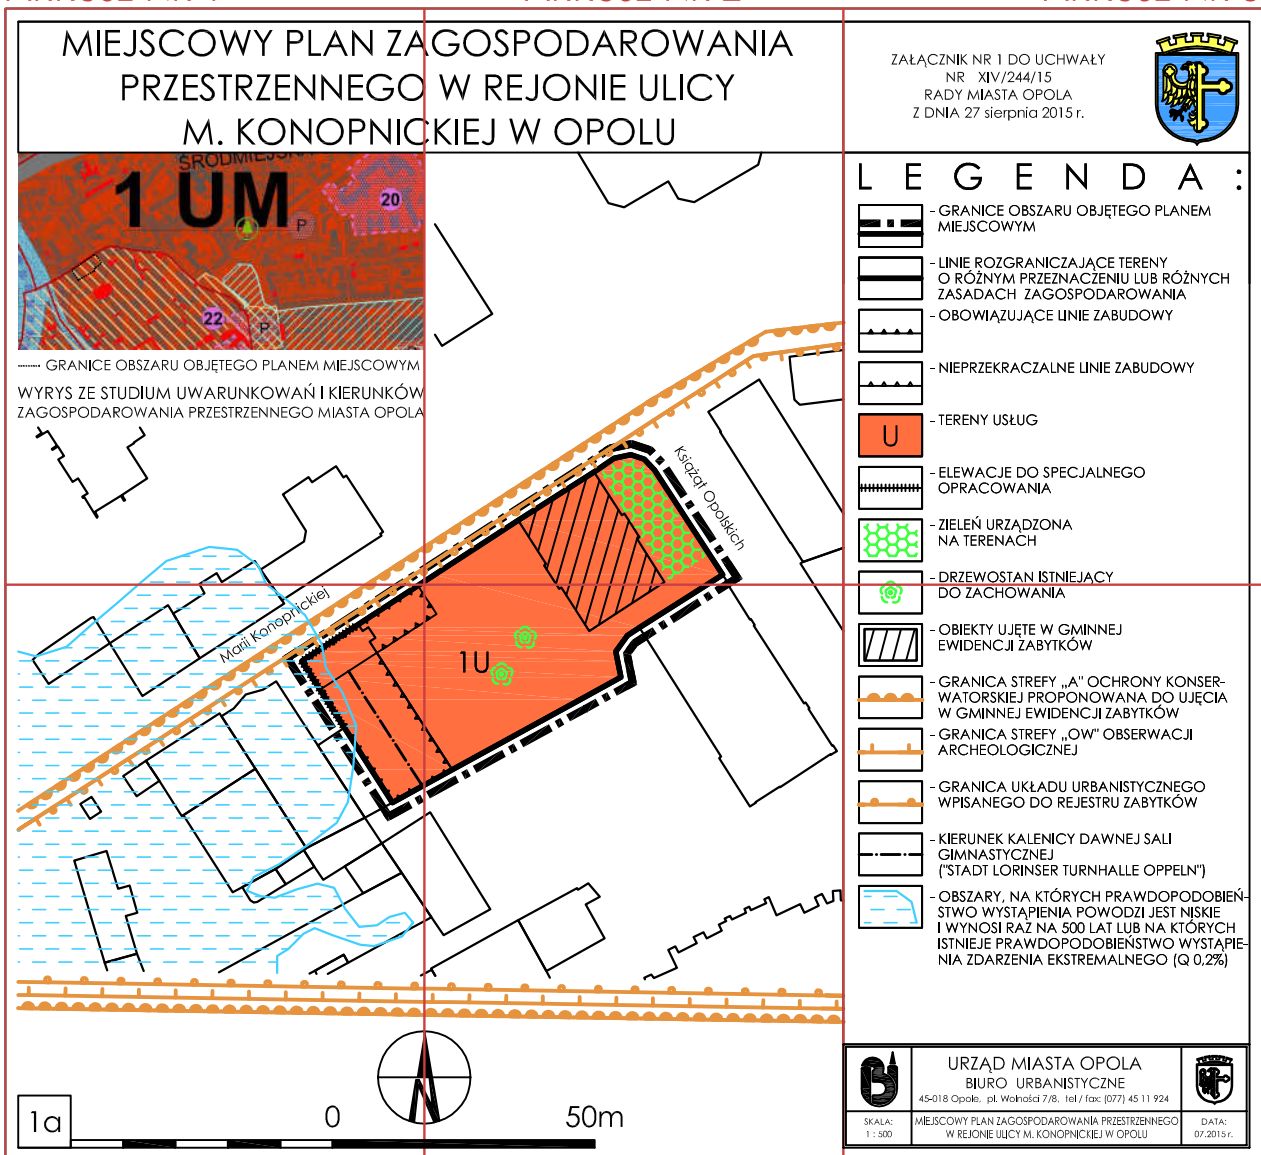 MIEJSCOWY PLAN ZAGOSPODAROWANIA
PRZESTRZENNEGO W REJONIE ULICY
M. KONOPNICKIEJ W OPOLU
ZAŁĄCZNIK NR 1 DO UCHWAŁY
NR XIV/244/15
RADY MIASTA OPOLA
Z DNIA 27 sierpnia 2015 r.
1 UM
20
P
22
P
GRANICE OBSZARU OBJĘTEGO PLANEM MIEJSCOWYM
WYRYS ZE STUDIUM UWARUNKOWAŃ I KIERUNKÓW
ZAGOSPODAROWANIA PRZESTRZENNEGO MIASTA OPOLA
Książąt Opolskich
Marii Konopnickiej
1U
LEGENDA:
- GRANICE OBSZARU OBJĘTEGO PLANEM
MIEJSCOWYM
- LINIE ROZGRANICZAJĄCE TERENY
O RÓŻNYM PRZEZNACZENIU LUB RÓŻNYCH
ZASADACH ZAGOSPODAROWANIA
- OBOWIĄZUJĄCE LINIE ZABUDOWY
- NIEPRZEKRACZALNE LINIE ZABUDOWY
U
- TERENY USŁUG
- ELEWACJE DO SPECJALNEGO
OPRACOWANIA
- ZIELEŃ URZĄDZONA
NA TERENACH
- DRZEWOSTAN ISTNIEJĄCY
DO ZACHOWANIA
- OBIEKTY UJĘTE W GMINNEJ
EWIDENCJI ZABYTKÓW
- GRANICA STREFY „A" OCHRONY KONSER-
WATORSKIEJ PROPONOWANA DO UJĘCIA
W GMINNEJ EWIDENCJI ZABYTKÓW
- GRANICA STREFY „OW" OBSERWACJI
ARCHEOLOGICZNEJ
- GRANICA UKŁADU URBANISTYCZNEGO
WPISANEGO DO REJESTRU ZABYTKÓW
- KIERUNEK KALENICY DAWNEJ SALI
GIMNASTYCZNEJ
("STADT LORINSER TURNHALLE OPPELN")
- OBSZARY, NA KTÓRYCH PRAWDOPODOBIEŃ-
STWO WYSTĄPIENIA POWODZI JEST NISKIE
I WYNOSI RAZ NA 500 LAT LUB NA KTÓRYCH
ISTNIEJE PRAWDOPODOBIEŃSTWO WYSTĄPIE-
NIA ZDARZENIA EKSTREMALNEGO (Q 0,2%)
N
1a
0
50m
URZĄD MIASTA OPOLA
BIURO URBANISTYCZNE
45-018 Opole, pl. Wolności 7/8, tel / fax: (077) 45 11 924
SKALA:
1 : 500
MIEJSCOWY PLAN ZAGOSPODAROWANIA PRZESTRZENNEGO
W REJONIE ULICY M. KONOPNICKIEJ W OPOLU
DATA:
07.2015 r.